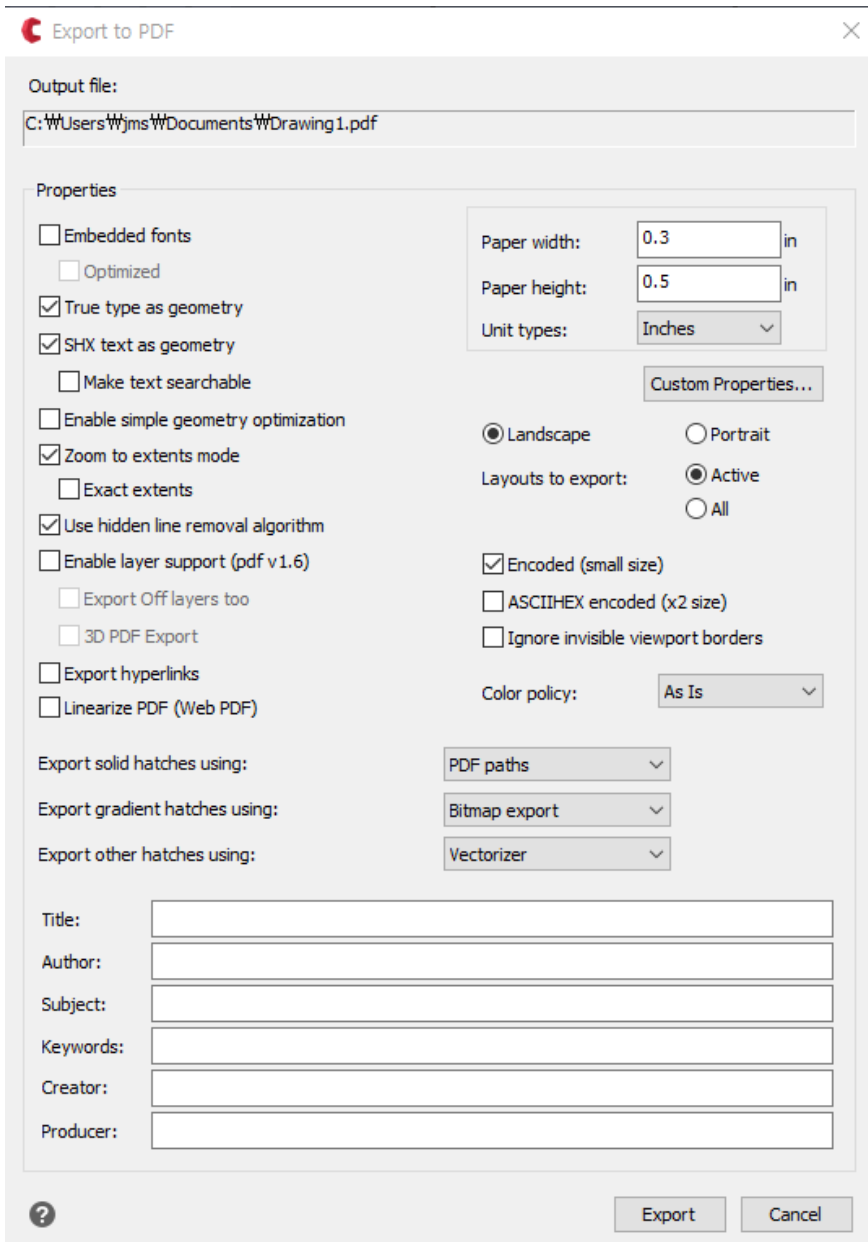 Export to PDF
Output file:
C:₩Users₩jms₩Documents₩Drawing1.pdf
Properties
Embedded fonts
Optimized
True type as geometry
SHX text as geometry
Make text searchable
Enable simple geometry optimization
Zoom to extents mode
Exact extents
Use hidden line removal algorithm
Enable layer support (pdf v1.6)
Export Off layers too
3D PDF Export
Export hyperlinks
Linearize PDF (Web PDF)
Paper width: 0.3 in
Paper height: 0.5 in
Unit types: Inches
Custom Properties...
Landscape Portrait
Layouts to export: Active
All
Encoded (small size)
ASCIIHEX encoded (x2 size)
Ignore invisible viewport borders
Color policy: As Is
Export solid hatches using: PDF paths
Export gradient hatches using: Bitmap export
Export other hatches using: Vectorizer
Title:
Author:
Subject:
Keywords:
Creator:
Producer:
? Export Cancel